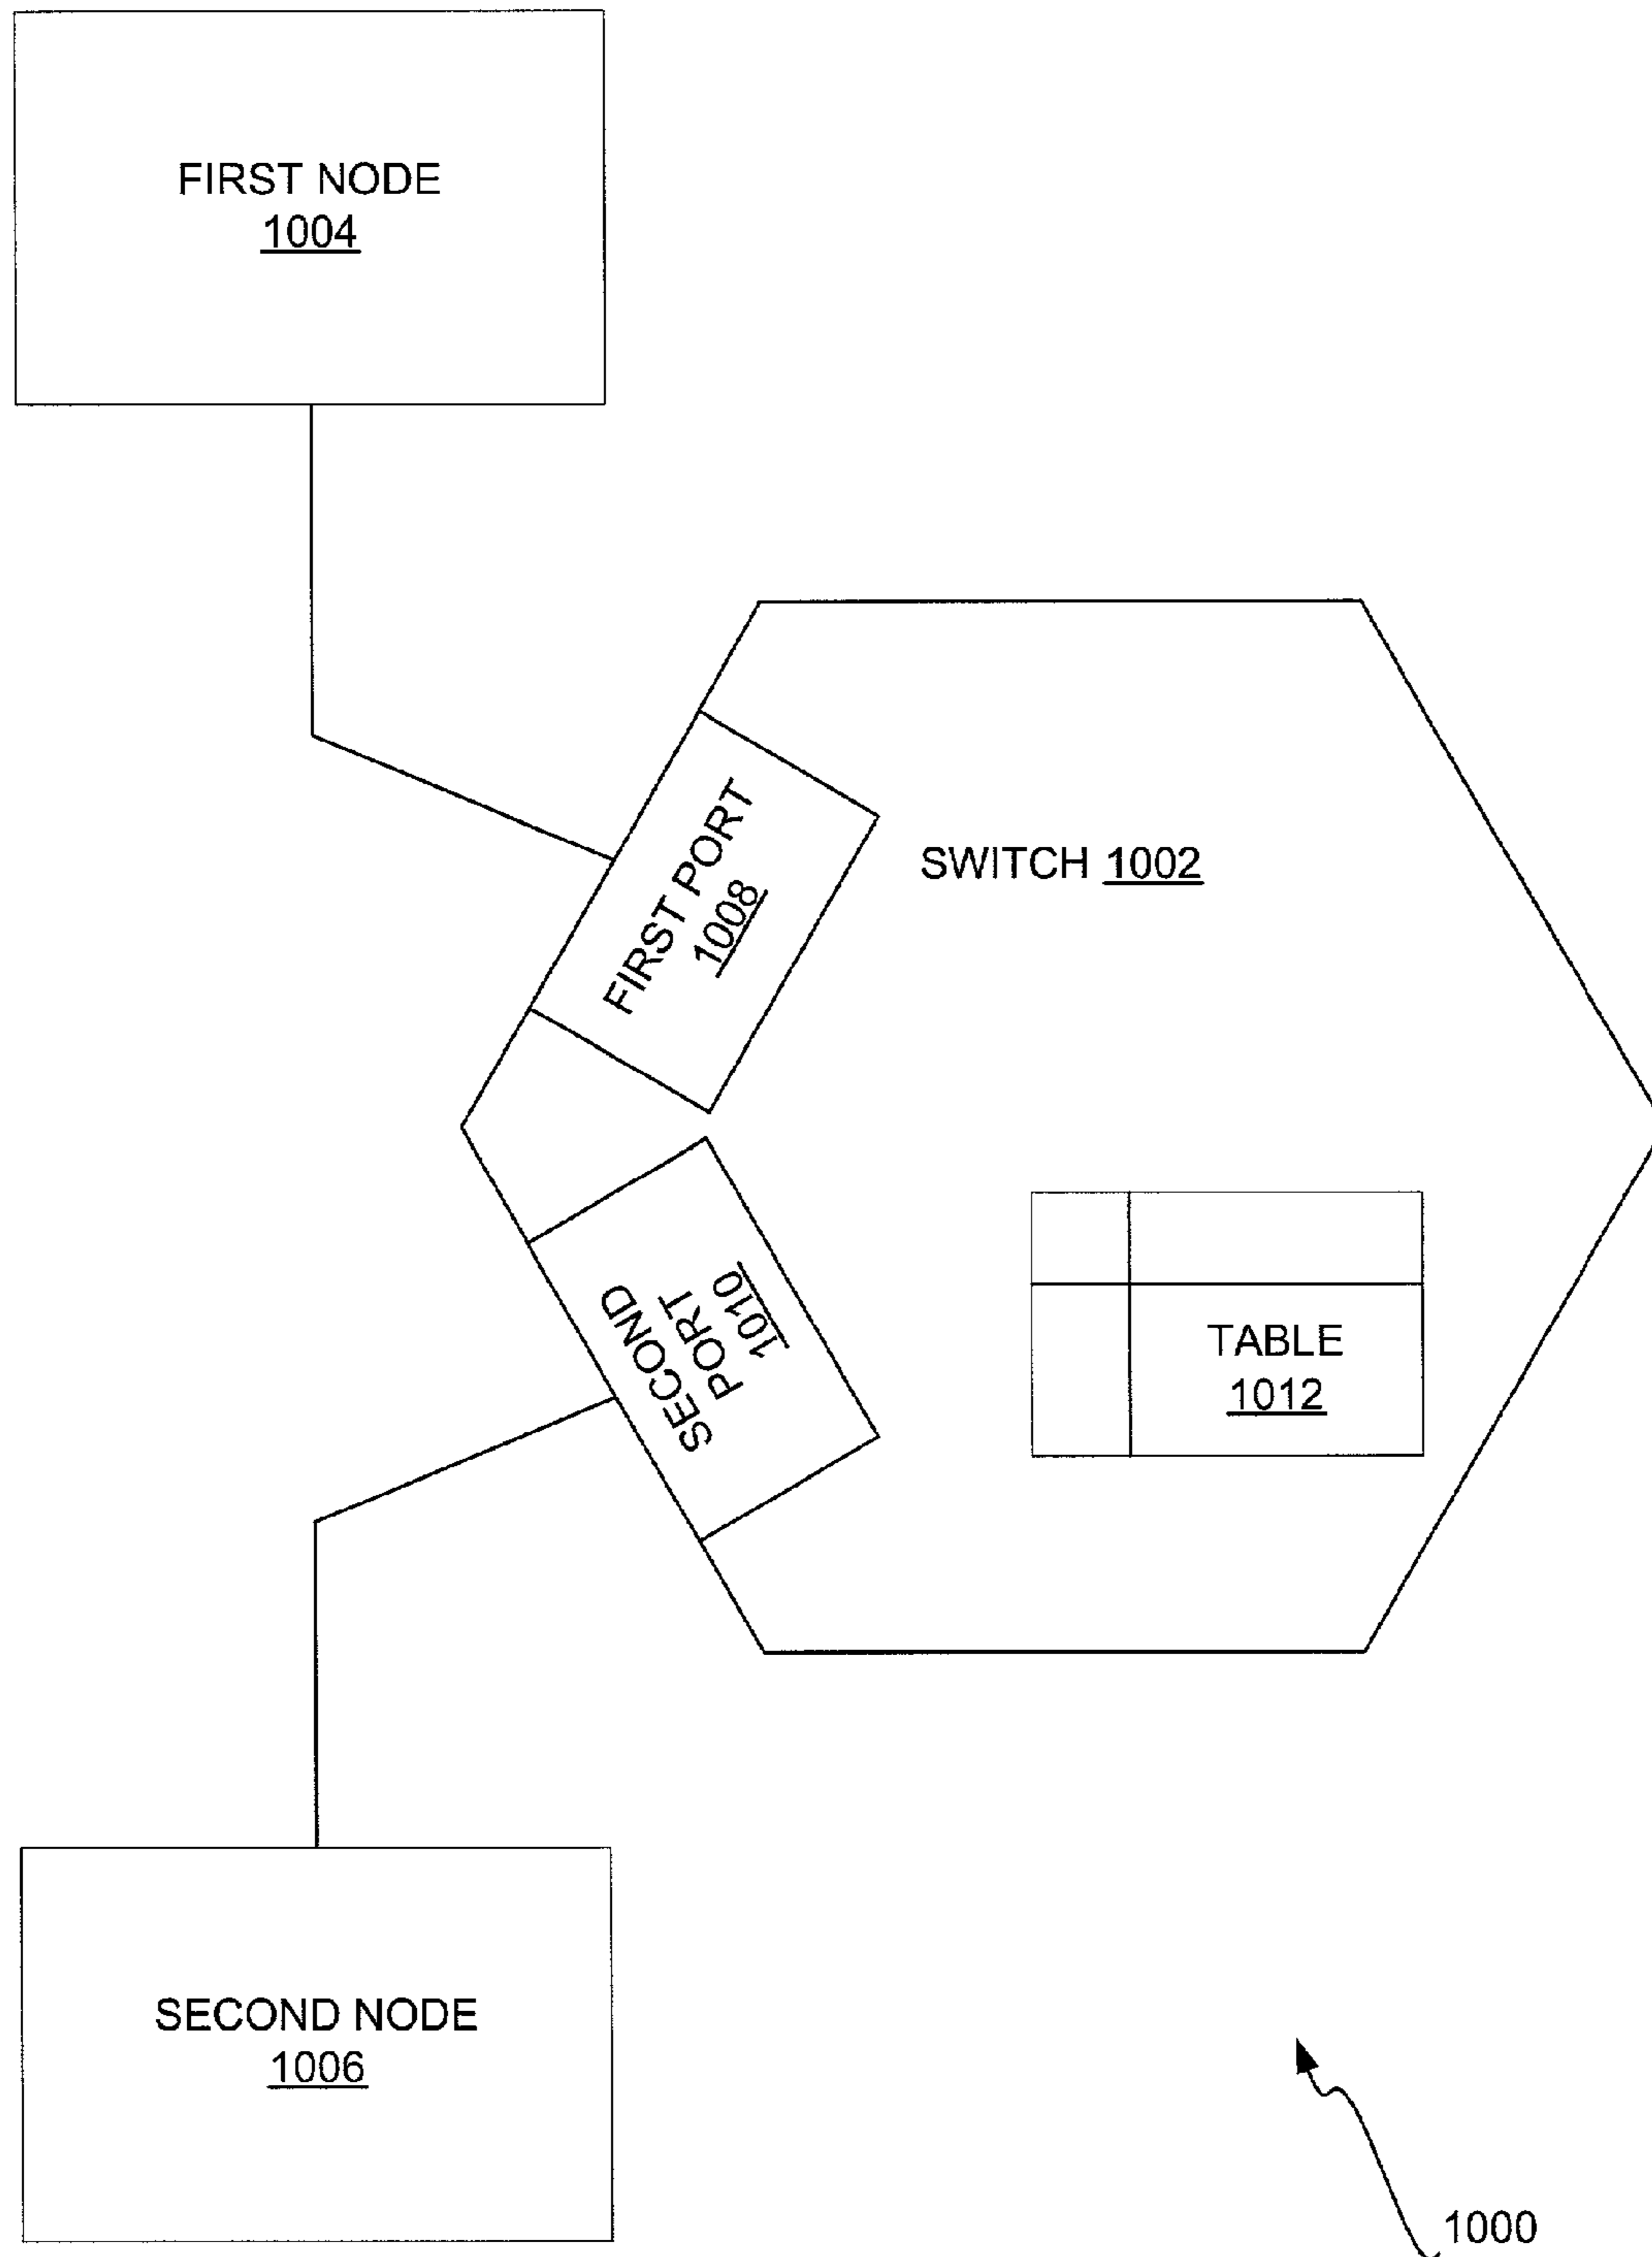 FIRST NODE
1004
FIRST PORT
1008
SWITCH 1002
SECOND
PORT
1010
TABLE
1012
SECOND NODE
1006
1000